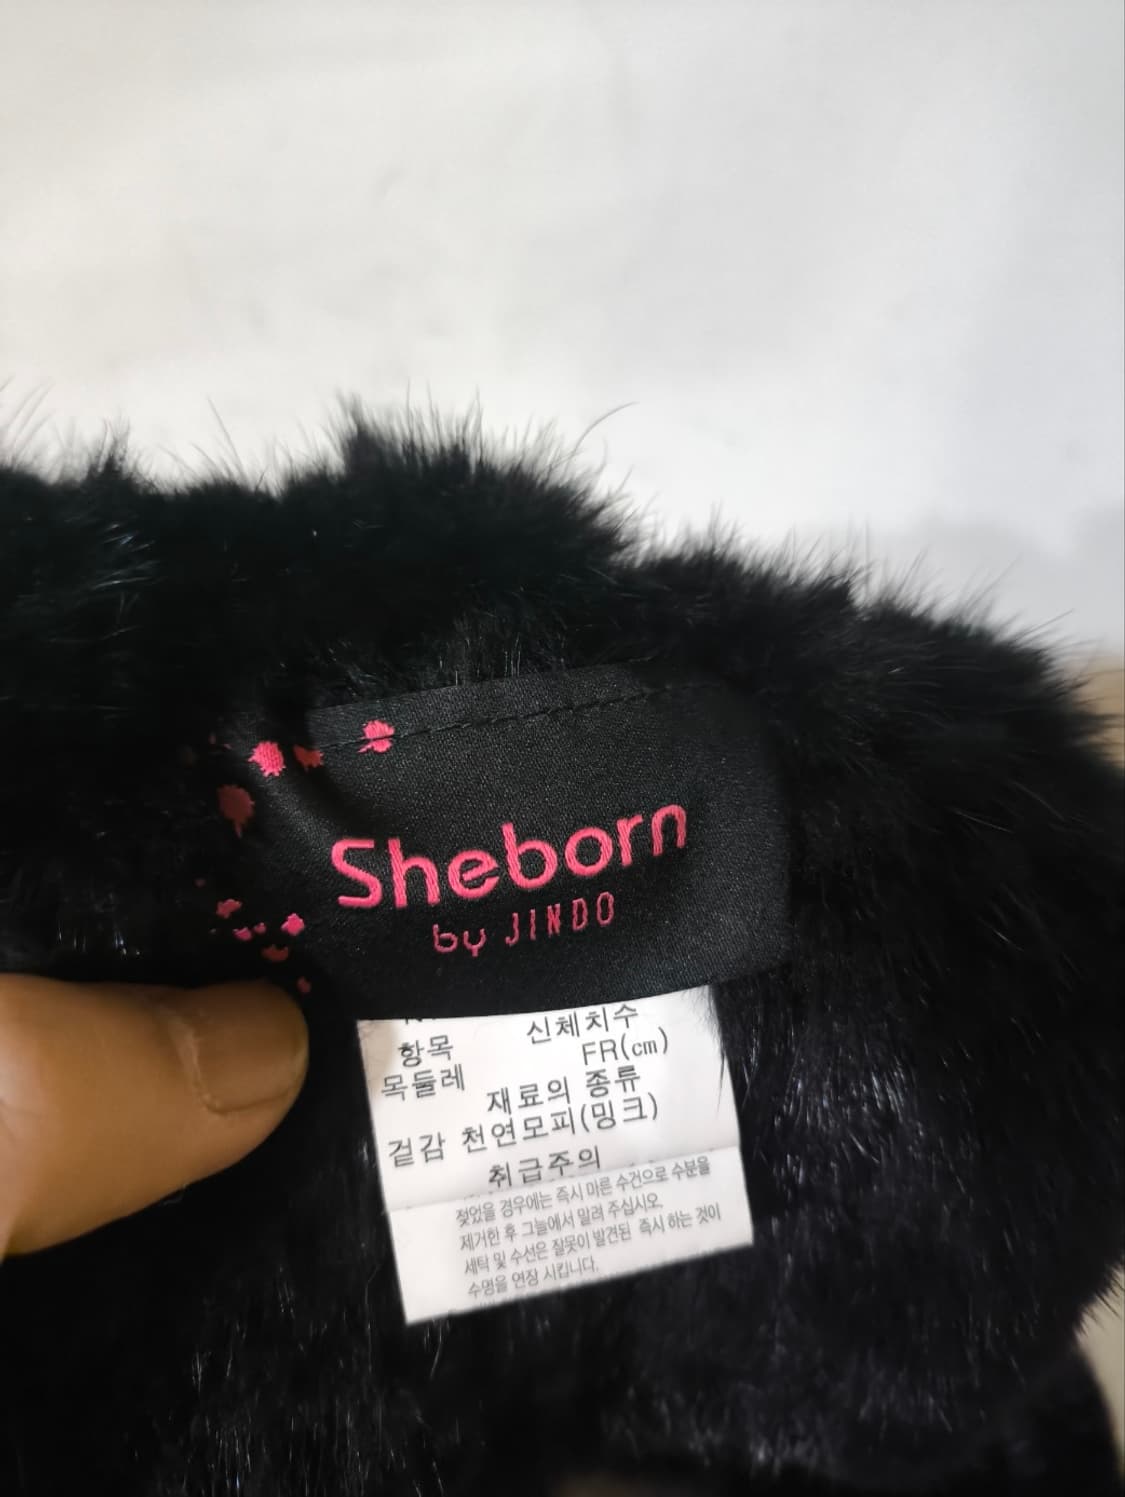 Sheborn
by JINDO
신체치수
항목 FR(cm)
목둘레
재료의 종류
겉감 천연모피(밍크)
취급주의
젖었을 경우에는 즉시 마른 수건으로 수분을
제거한 후 그늘에서 말려 주십시오.
세탁 및 수선은 잘못이 발견된 즉시 하는 것이
수명을 연장 시킵니다.